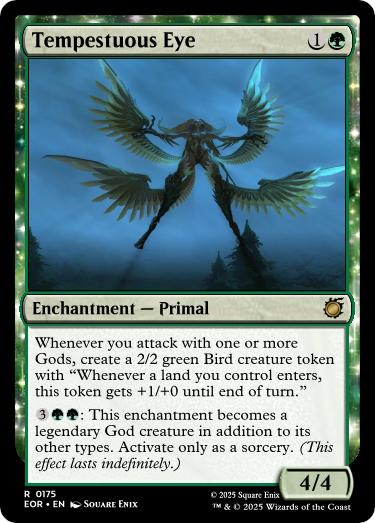 Tempestuous Eye 1
Enchantment — Primal
Whenever you attack with one or more
Gods, create a 2/2 green Bird creature token
with “Whenever a land you control enters,
this token gets +1/+0 until end of turn.”
3: This enchantment becomes a
legendary God creature in addition to its
other types. Activate only as a sorcery. (This
effect lasts indefinitely.)
4/4
R 0175
EOR • EN SQUARE ENIX
© 2025 Square Enix
™ & © 2025 Wizards of the Coast